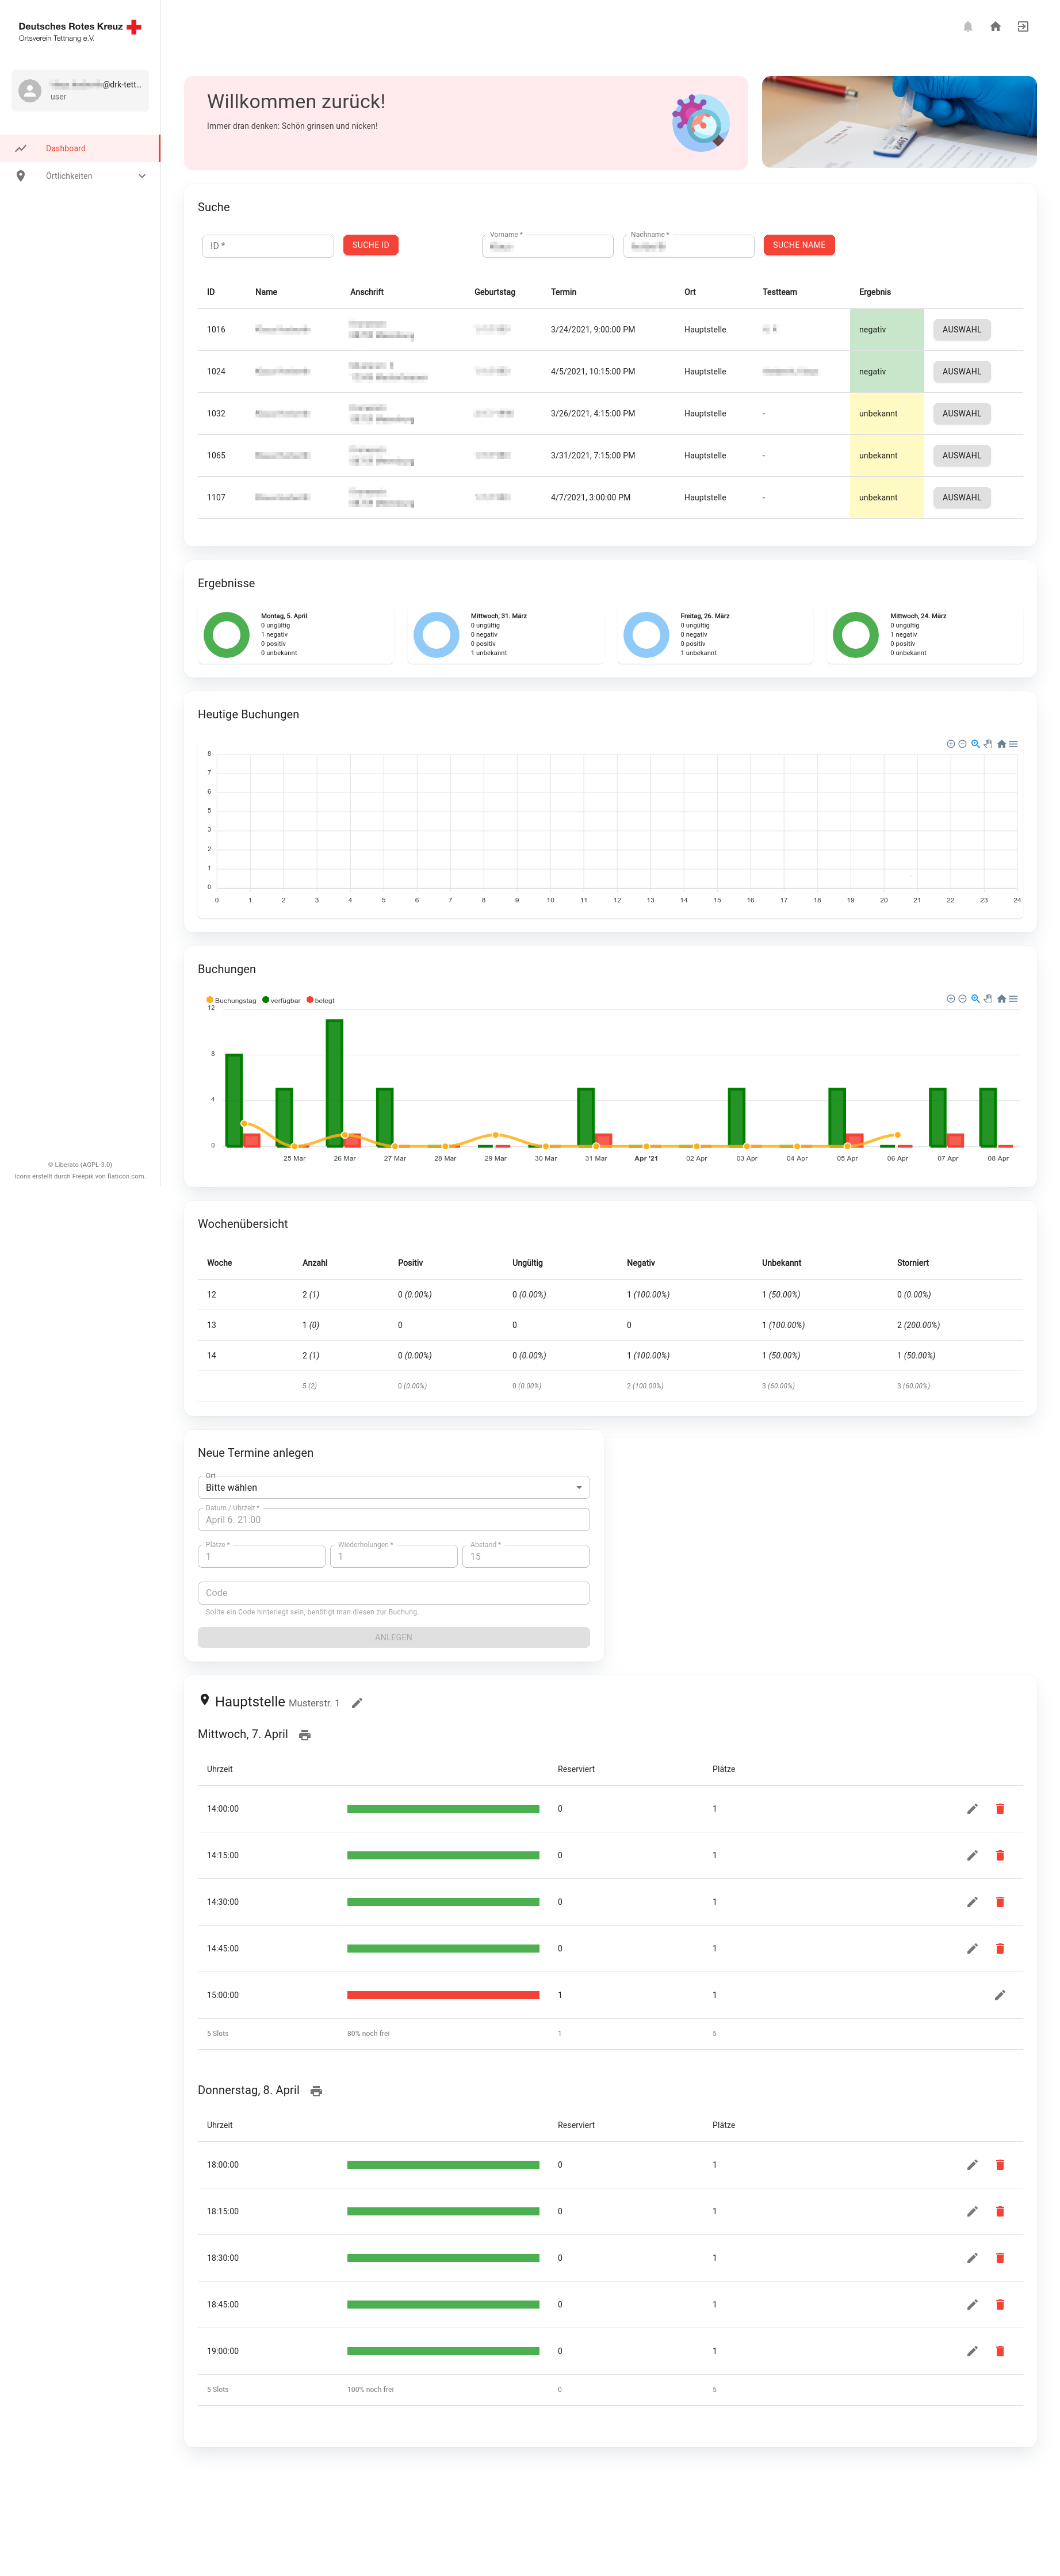 Deutsches Rotes Kreuz
Ortsverein Tettnang e.V.
@drk-tett...
user
Dashboard
Örtlichkeiten
Willkommen zurück!
Immer dran denken: Schön grinsen und nicken!
Suche
ID *
SUCHE ID
Vorname *
Nachname *
SUCHE NAME
ID Name Anschrift Geburtstag Termin Ort Testteam Ergebnis
1016 3/24/2021, 9:00:00 PM Hauptstelle negativ AUSWAHL
1024 4/5/2021, 10:15:00 PM Hauptstelle negativ AUSWAHL
1032 3/26/2021, 4:15:00 PM Hauptstelle - unbekannt AUSWAHL
1065 3/31/2021, 7:15:00 PM Hauptstelle - unbekannt AUSWAHL
1107 4/7/2021, 3:00:00 PM Hauptstelle - unbekannt AUSWAHL
Ergebnisse
Montag, 5. April
0 ungültig
1 negativ
0 positiv
0 unbekannt
Mittwoch, 31. März
0 ungültig
0 negativ
0 positiv
1 unbekannt
Freitag, 26. März
0 ungültig
0 negativ
0 positiv
1 unbekannt
Mittwoch, 24. März
0 ungültig
1 negativ
0 positiv
0 unbekannt
Heutige Buchungen
8
7
6
5
3
2
1
0
0 1 2 3 4 5 6 7 8 9 10 11 12 13 14 15 16 17 18 19 20 21 22 23 24
Buchungen
Buchungstag verfügbar belegt
12
8
4
0
25 Mar 26 Mar 27 Mar 28 Mar 29 Mar 30 Mar 31 Mar Apr '21 02 Apr 03 Apr 04 Apr 05 Apr 06 Apr 07 Apr 08 Apr
© Liberato (AGPL-3.0)
Icons erstellt durch Freepik von flaticon.com.
Wochenübersicht
Woche Anzahl Positiv Ungültig Negativ Unbekannt Storniert
12 2 (1) 0 (0.00%) 0 (0.00%) 1 (100.00%) 1 (50.00%) 0 (0.00%)
13 1 (0) 0 0 0 1 (100.00%) 2 (200.00%)
14 2 (1) 0 (0.00%) 0 (0.00%) 1 (100.00%) 1 (50.00%) 1 (50.00%)
5 (2) 0 (0.00%) 0 (0.00%) 2 (100.00%) 3 (60.00%) 3 (60.00%)
Neue Termine anlegen
Ort
Bitte wählen
Datum / Uhrzeit *
April 6. 21:00
Plätze * Wiederholungen * Abstand *
1 1 15
Code
Sollte ein Code hinterlegt sein, benötigt man diesen zur Buchung.
ANLEGEN
Hauptstelle Musterstr. 1
Mittwoch, 7. April
Uhrzeit Reserviert Plätze
14:00:00 0 1
14:15:00 0 1
14:30:00 0 1
14:45:00 0 1
15:00:00 1 1
5 Slots 80% noch frei 1 5
Donnerstag, 8. April
Uhrzeit Reserviert Plätze
18:00:00 0 1
18:15:00 0 1
18:30:00 0 1
18:45:00 0 1
19:00:00 0 1
5 Slots 100% noch frei 0 5